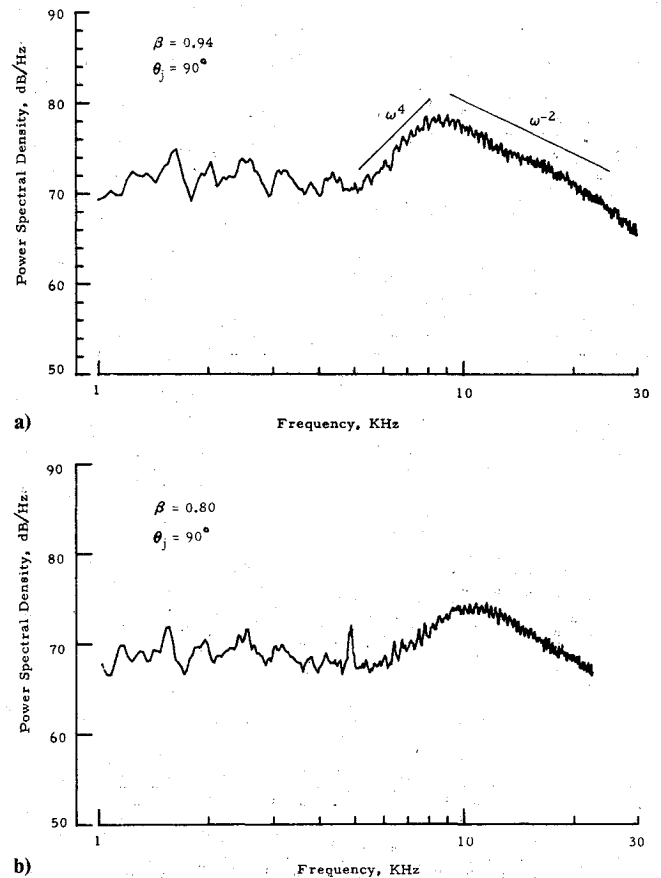 90
80
70
60
50
Power Spectral Density, dB/Hz
β = 0.94
θj = 90°
ω⁴
ω⁻²
1
10
30
a)
Frequency, KHz
90
80
70
60
50
Power Spectral Density, dB/Hz
β = 0.80
θj = 90°
1
10
30
b)
Frequency, KHz